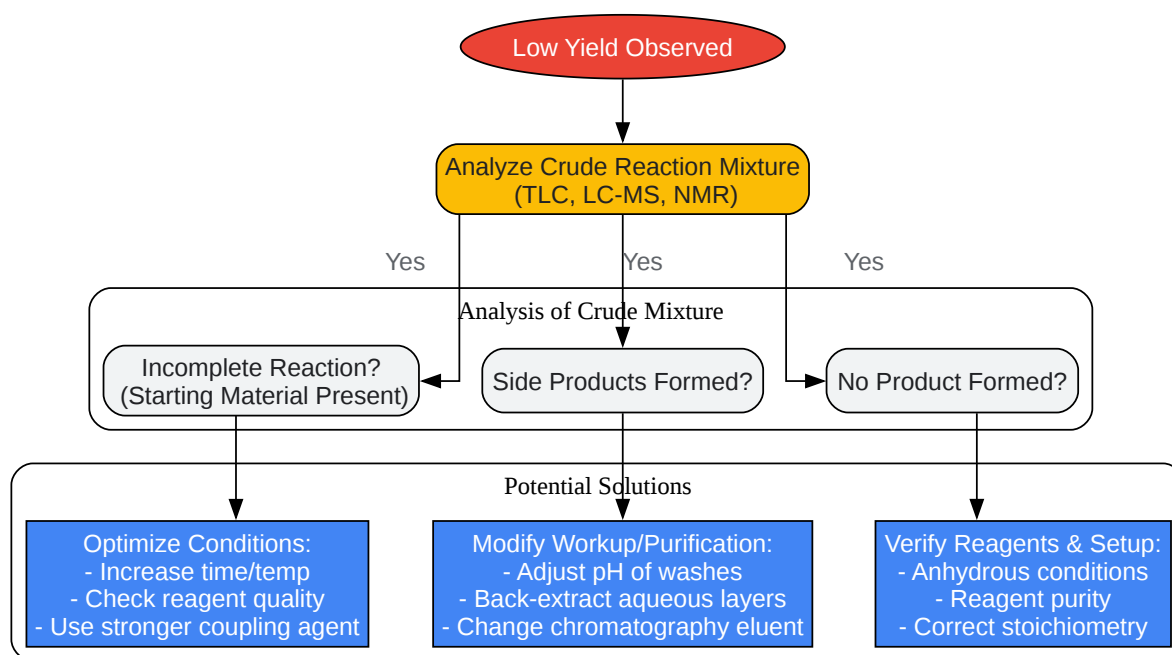 Low Yield Observed
Analyze Crude Reaction Mixture
(TLC, LC-MS, NMR)
Yes
Yes
Yes
Analysis of Crude Mixture
Incomplete Reaction?
(Starting Material Present)
Side Products Formed?
No Product Formed?
Potential Solutions
Optimize Conditions:
- Increase time/temp
- Check reagent quality
- Use stronger coupling agent
Modify Workup/Purification:
- Adjust pH of washes
- Back-extract aqueous layers
- Change chromatography eluent
Verify Reagents & Setup:
- Anhydrous conditions
- Reagent purity
- Correct stoichiometry